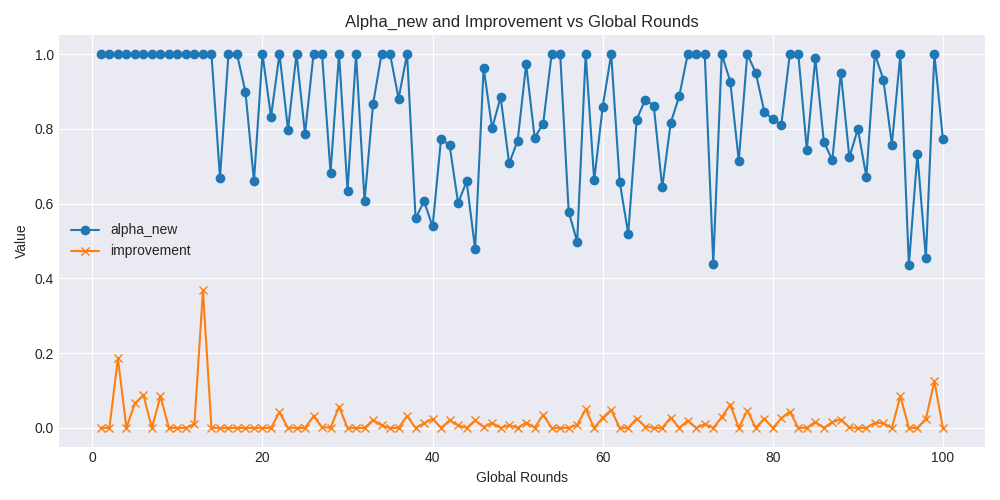 Alpha_new and Improvement vs Global Rounds
1.0
0.8
0.6
0.4
0.2
0.0
Value
alpha_new
improvement
0 20 40 60 80 100
Global Rounds